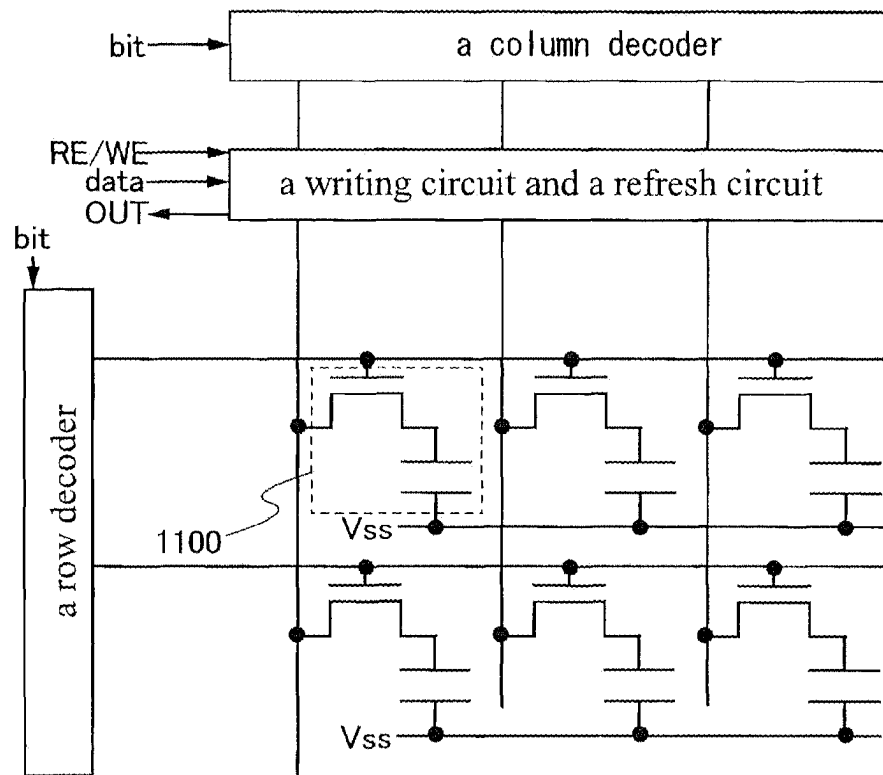 bit
a column decoder
RE/WE
data
OUT
a writing circuit and a refresh circuit
bit
a row decoder
1100
Vss
Vss